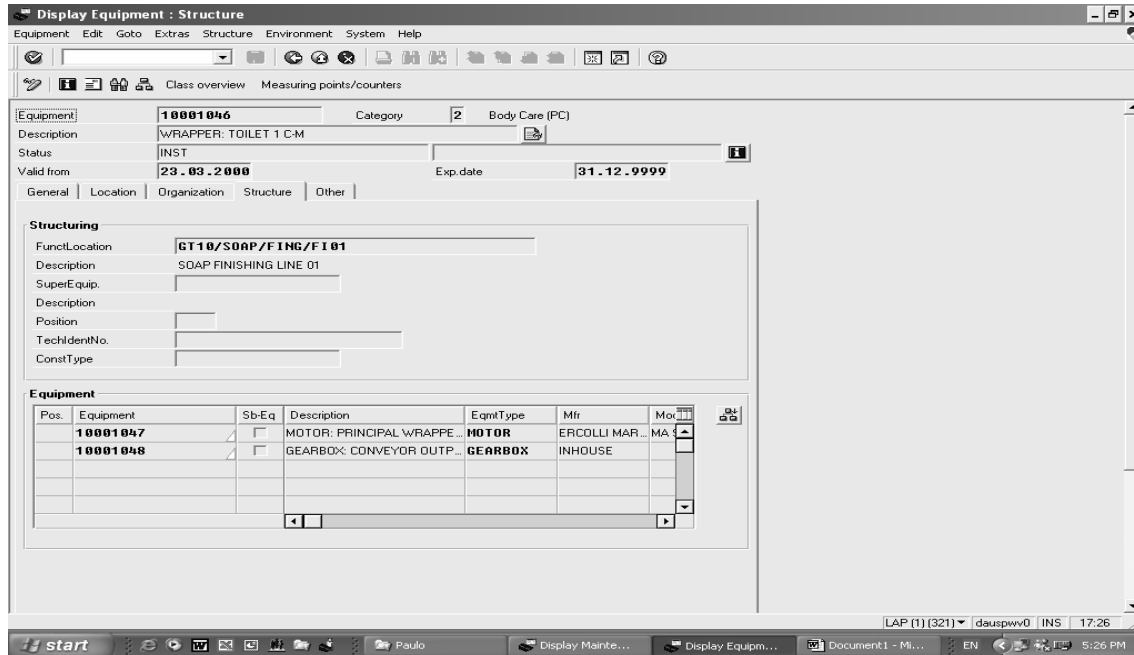 Display Equipment : Structure
Equipment Edit Goto Extras Structure Environment System Help
Class overview Measuring points/counters
Equipment 10001046 Category 2 Body Care (PC)
Description WRAPPER: TOILET 1 C-M
Status INST
Valid from 23.03.2000 Exp.date 31.12.9999
General Location Organization Structure Other
Structuring
FunctLocation GT10/SOAP/FING/FI01
Description SOAP FINISHING LINE 01
SuperEquip.
Description
Position
TechIdentNo.
ConstType
Equipment
Pos. Equipment Sb-Eq Description EqmtType Mfr
10001047 MOTOR: PRINCIPAL WRAPPE... MOTOR ERCOLLI MAR... MA
10001048 GEARBOX: CONVEYOR OUTP... GEARBOX INHOUSE
LAP (1) (321) dauspwv0 INS 17:26
start Paulo Display Mainte... Display Equipm... Document1 - Mi... EN 5:26 PM